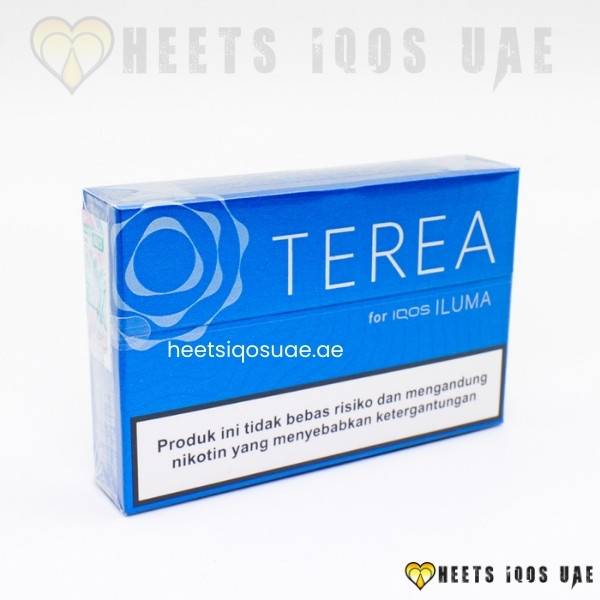 HEETS iQOS UAE
TEREA
for IQOS ILUMA
heetsiqosuae.ae
Produk ini tidak bebas risiko dan mengandung
nikotin yang menyebabkan ketergantungan
HEETS iQOS UAE